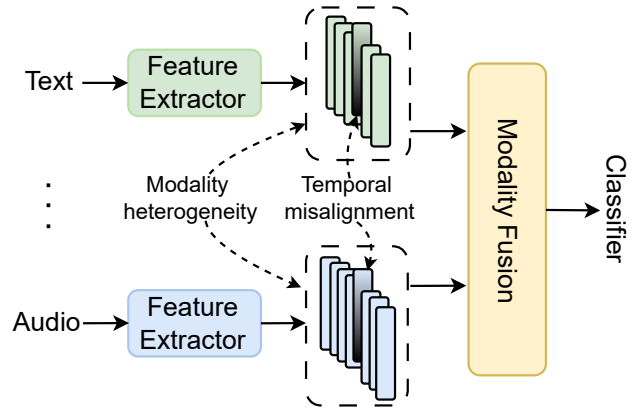 Text
Feature
Extractor
Modality
heterogeneity
Temporal
misalignment
Audio
Feature
Extractor
Modality Fusion
Classifier